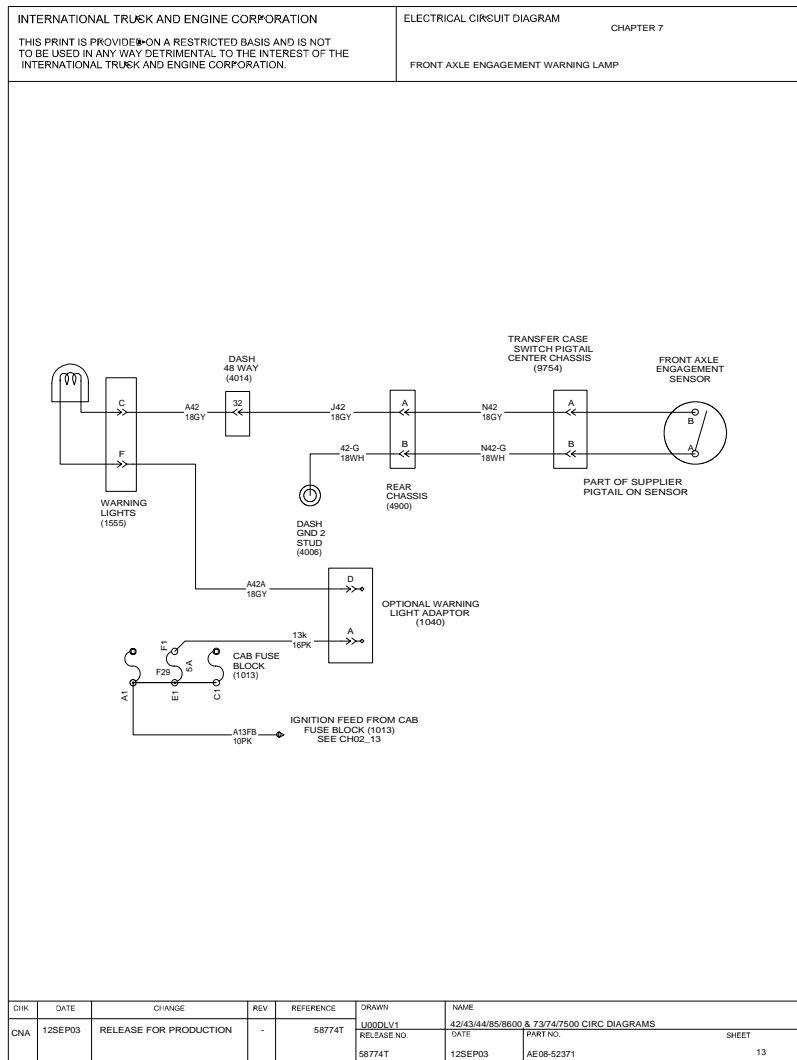 INTERNATIONAL TRUCK AND ENGINE CORPORATION
THIS PRINT IS PROVIDED ON A RESTRICTED BASIS AND IS NOT
TO BE USED IN ANY WAY DETRIMENTAL TO THE INTEREST OF THE
INTERNATIONAL TRUCK AND ENGINE CORPORATION.
ELECTRICAL CIRCUIT DIAGRAM
CHAPTER 7
FRONT AXLE ENGAGEMENT WARNING LAMP
TRANSFER CASE
SWITCH PIGTAIL
CENTER CHASSIS
(9754)
DASH
48 WAY
(4014)
FRONT AXLE
ENGAGEMENT
SENSOR
C
A42
18GY
32
J42
18GY
A
N42
18GY
A
B
F
42-G
18WH
B
N42-G
18WH
B
A
WARNING
LIGHTS
(1555)
REAR
CHASSIS
(4900)
PART OF SUPPLIER
PIGTAIL ON SENSOR
DASH
GND 2
STUD
(4006)
A42A
18GY
D
OPTIONAL WARNING
LIGHT ADAPTOR
(1040)
13k
16PK
A
F1
F29
5A
CAB FUSE
BLOCK
(1013)
A1
E1
C1
A13FB
10PK
IGNITION FEED FROM CAB
FUSE BLOCK (1013)
SEE CH02_13
CHK
DATE
CHANGE
REV
REFERENCE
DRAWN
NAME
CNA
12SEP03
RELEASE FOR PRODUCTION
-
58774T
U00DLV1
42/43/44/85/8600 & 73/74/7500 CIRC DIAGRAMS
RELEASE NO.
DATE
PART NO.
SHEET
58774T
12SEP03
AE08-52371
13